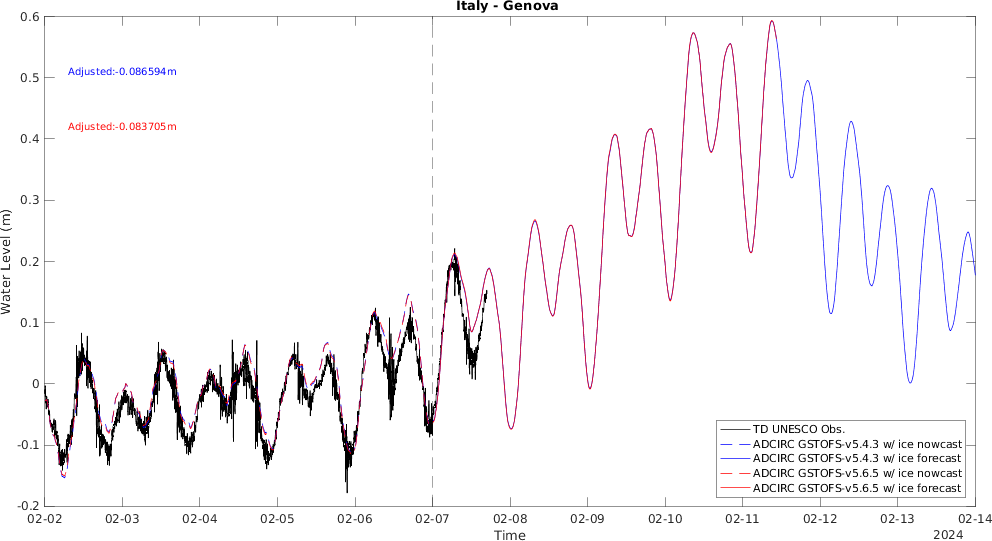 Italy - Genova
Water Level (m)
0.6
0.5
0.4
0.3
0.2
0.1
0
-0.1
-0.2
Adjusted:-0.086594m
Adjusted:-0.083705m
TD UNESCO Obs.
ADCIRC GSTOFS-v5.4.3 w/ ice nowcast
ADCIRC GSTOFS-v5.4.3 w/ ice forecast
ADCIRC GSTOFS-v5.6.5 w/ ice nowcast
ADCIRC GSTOFS-v5.6.5 w/ ice forecast
02-02 02-03 02-04 02-05 02-06 02-07 02-08 02-09 02-10 02-11 02-12 02-13 02-14
Time
2024